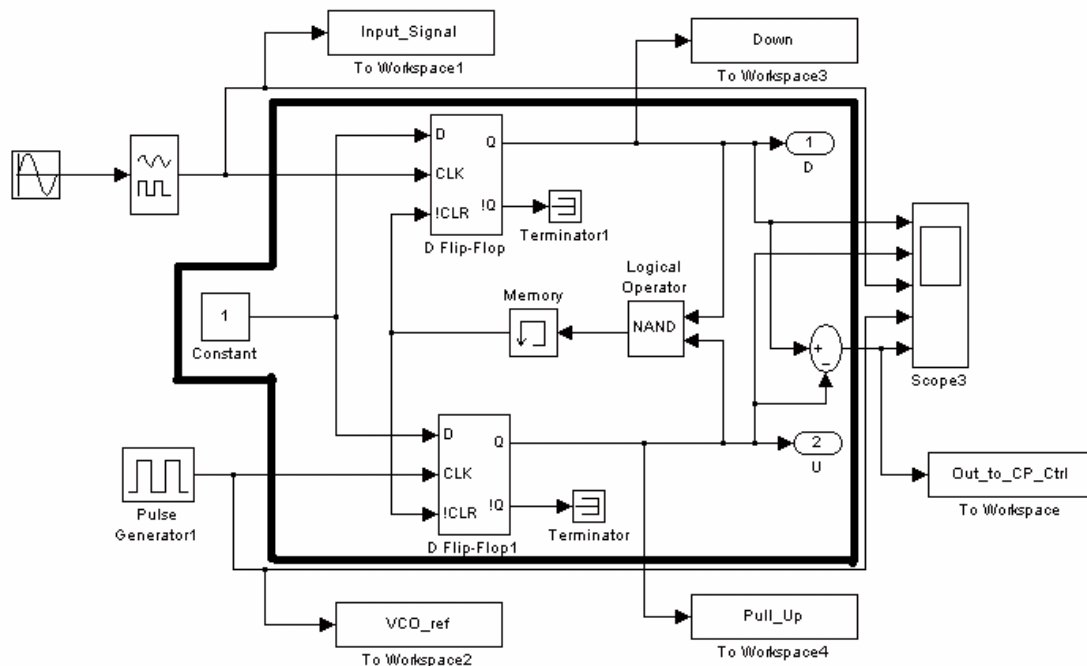 Input_Signal
To Workspace1
Down
To Workspace3
D
Q
CLK
!CLR
!Q
D Flip-Flop
Terminator1
1
D
Logical
Operator
NAND
Memory
1
Constant
+
−
Scope3
D
Q
CLK
!CLR
!Q
D Flip-Flop1
Terminator
2
U
Pulse
Generator1
Out_to_CP_Ctrl
To Workspace
VCO_ref
To Workspace2
Pull_Up
To Workspace4